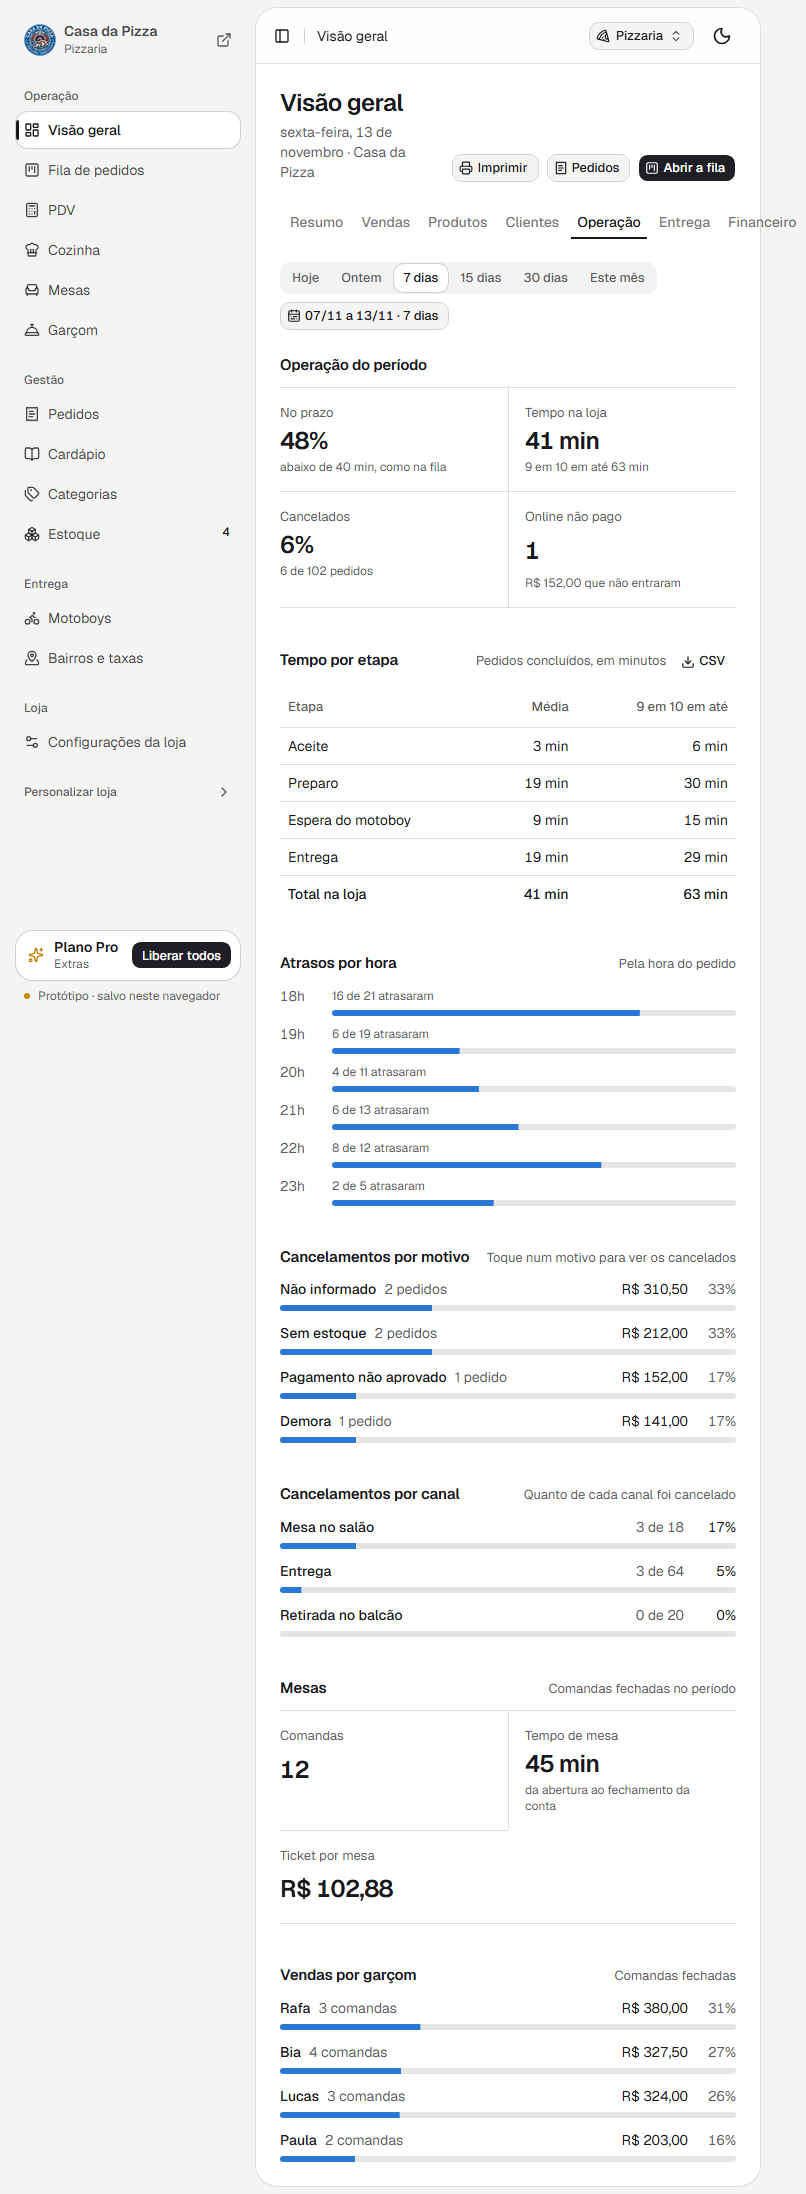 Casa da Pizza
Pizzaria
Operação
Visão geral
Fila de pedidos
PDV
Cozinha
Mesas
Garçom
Gestão
Pedidos
Cardápio
Categorias
Estoque 4
Entrega
Motoboys
Bairros e taxas
Loja
Configurações da loja
Personalizar loja
Plano Pro
Extras
Liberar todos
Protótipo · salvo neste navegador
Visão geral
Pizzaria
Visão geral
sexta-feira, 13 de
novembro · Casa da
Pizza
Imprimir
Pedidos
Abrir a fila
Resumo Vendas Produtos Clientes Operação Entrega Financeiro
Hoje Ontem 7 dias 15 dias 30 dias Este mês
07/11 a 13/11 · 7 dias
Operação do período
No prazo
48%
abaixo de 40 min, como na fila
Tempo na loja
41 min
9 em 10 em até 63 min
Cancelados
6%
6 de 102 pedidos
Online não pago
1
R$ 152,00 que não entraram
Tempo por etapa Pedidos concluídos, em minutos CSV
Etapa Média 9 em 10 em até
Aceite 3 min 6 min
Preparo 19 min 30 min
Espera do motoboy 9 min 15 min
Entrega 19 min 29 min
Total na loja 41 min 63 min
Atrasos por hora Pela hora do pedido
18h 16 de 21 atrasaram
19h 6 de 19 atrasaram
20h 4 de 11 atrasaram
21h 6 de 13 atrasaram
22h 8 de 12 atrasaram
23h 2 de 5 atrasaram
Cancelamentos por motivo Toque num motivo para ver os cancelados
Não informado 2 pedidos R$ 310,50 33%
Sem estoque 2 pedidos R$ 212,00 33%
Pagamento não aprovado 1 pedido R$ 152,00 17%
Demora 1 pedido R$ 141,00 17%
Cancelamentos por canal Quanto de cada canal foi cancelado
Mesa no salão 3 de 18 17%
Entrega 3 de 64 5%
Retirada no balcão 0 de 20 0%
Mesas Comandas fechadas no período
Comandas
12
Tempo de mesa
45 min
da abertura ao fechamento da
conta
Ticket por mesa
R$ 102,88
Vendas por garçom Comandas fechadas
Rafa 3 comandas R$ 380,00 31%
Bia 4 comandas R$ 327,50 27%
Lucas 3 comandas R$ 324,00 26%
Paula 2 comandas R$ 203,00 16%